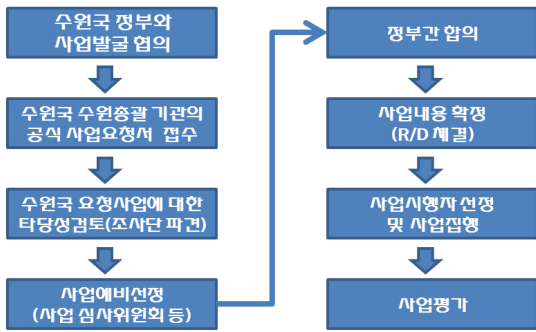 수원국 정부와
사업발굴 협의
수원국 수원총괄 기관의
공식 사업요청서 접수
수원국 요청사업에 대한
타당성검토(조사단 파견)
사업예비선정
(사업 심사위원회 등)
정부간 합의
사업내용 확정
(R/D 체결)
사업시행자 선정
및 사업집행
사업평가